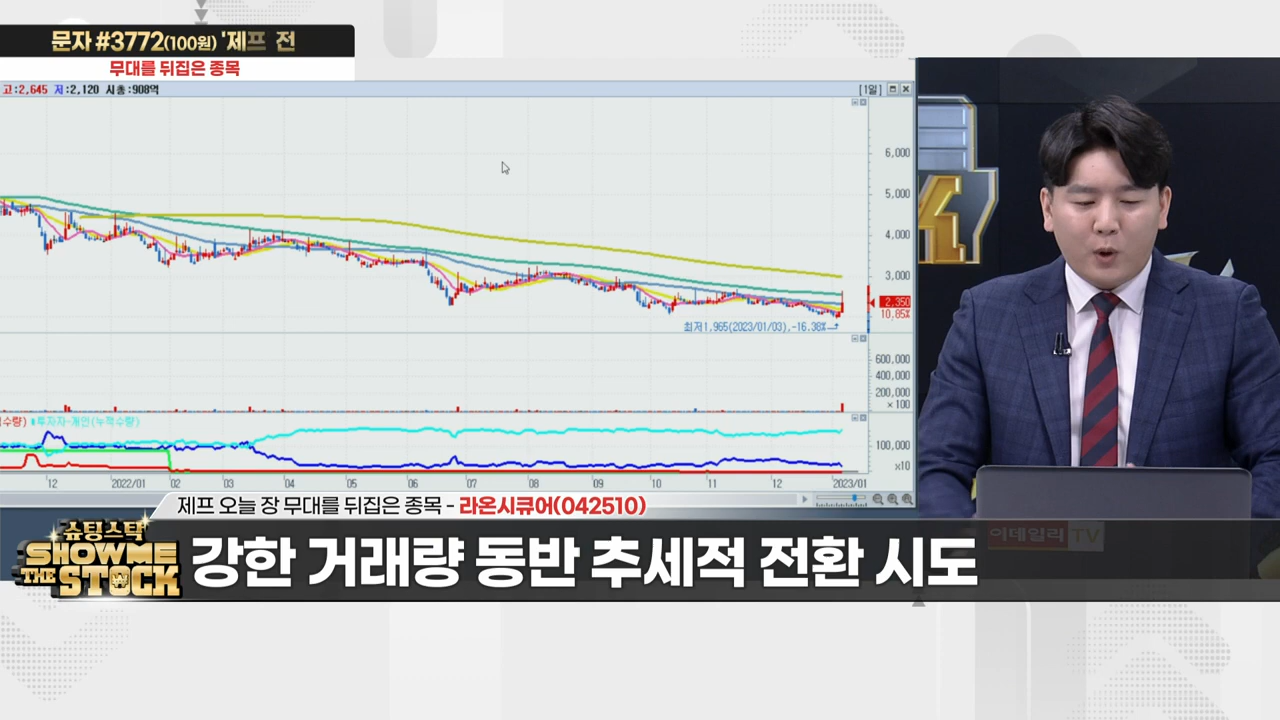 문자 #3772(100원) '제프 전
무대를 뒤집은 종목
고:2,645 저:2,120 시총:908억
[1일]
6,000
5,000
4,000
3,000
2,350
10.85%
최저1,965(2023/01/03),-16.38%→
600,000
400,000
200,000
×100
수량) ■투자자-개인(누적수량)
100,000
x10
12 2022/01 02 03 04 05 06 07 08 09 10 11 12 2023/01
제프 오늘 장 무대를 뒤집은 종목 - 라온시큐어(042510)
슈팅스탁
SHOW ME
THE STOCK
강한 거래량 동반 추세적 전환 시도
이데일리 TV